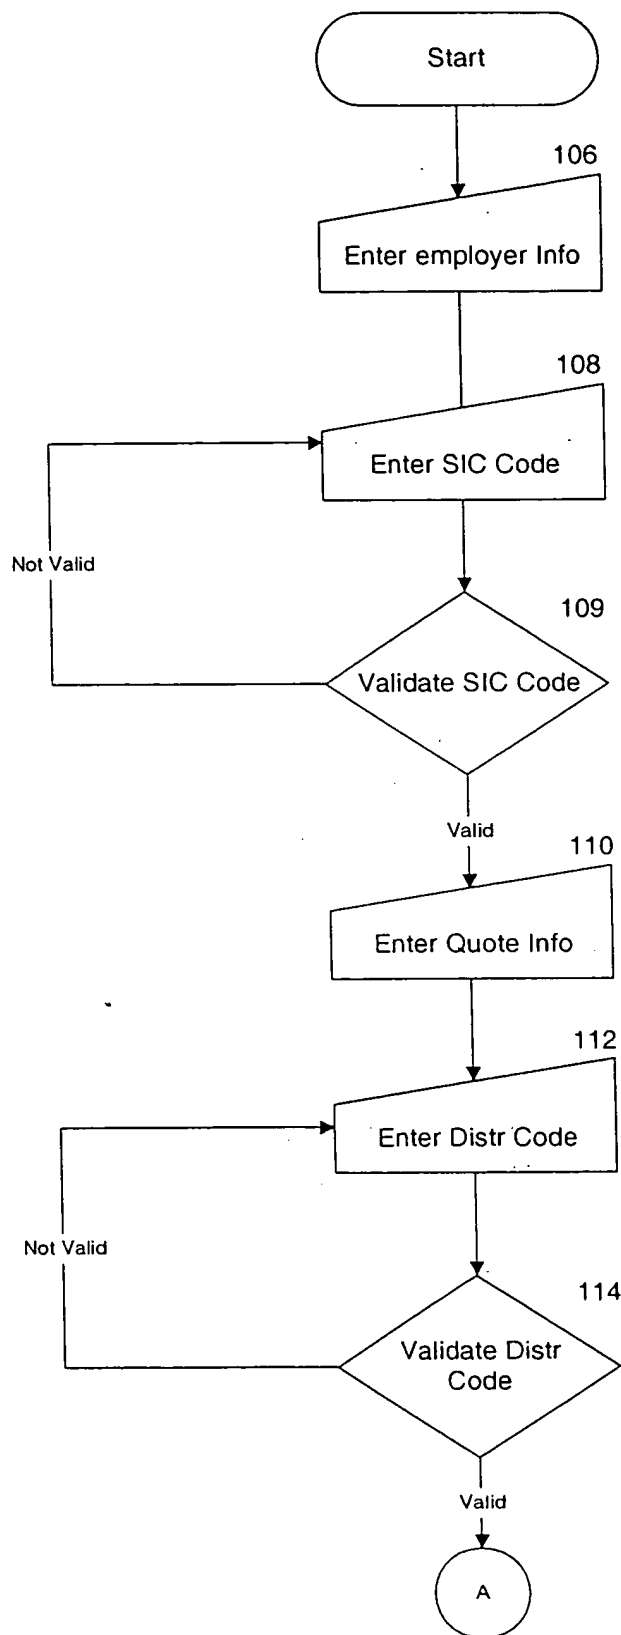 Start
106
Enter employer Info
108
Enter SIC Code
Not Valid
109
Validate SIC Code
Valid
110
Enter Quote Info
112
Enter Distr Code
Not Valid
114
Validate Distr
Code
Valid
A